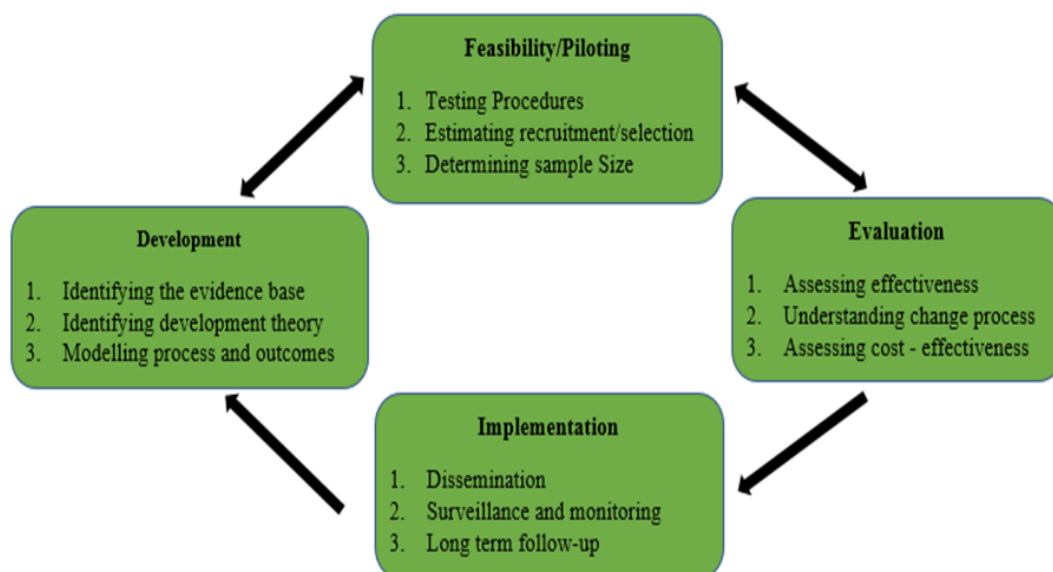 Feasibility/Piloting
1. Testing Procedures
2. Estimating recruitment/selection
3. Determining sample Size
Development
1. Identifying the evidence base
2. Identifying development theory
3. Modelling process and outcomes
Evaluation
1. Assessing effectiveness
2. Understanding change process
3. Assessing cost - effectiveness
Implementation
1. Dissemination
2. Surveillance and monitoring
3. Long term follow-up